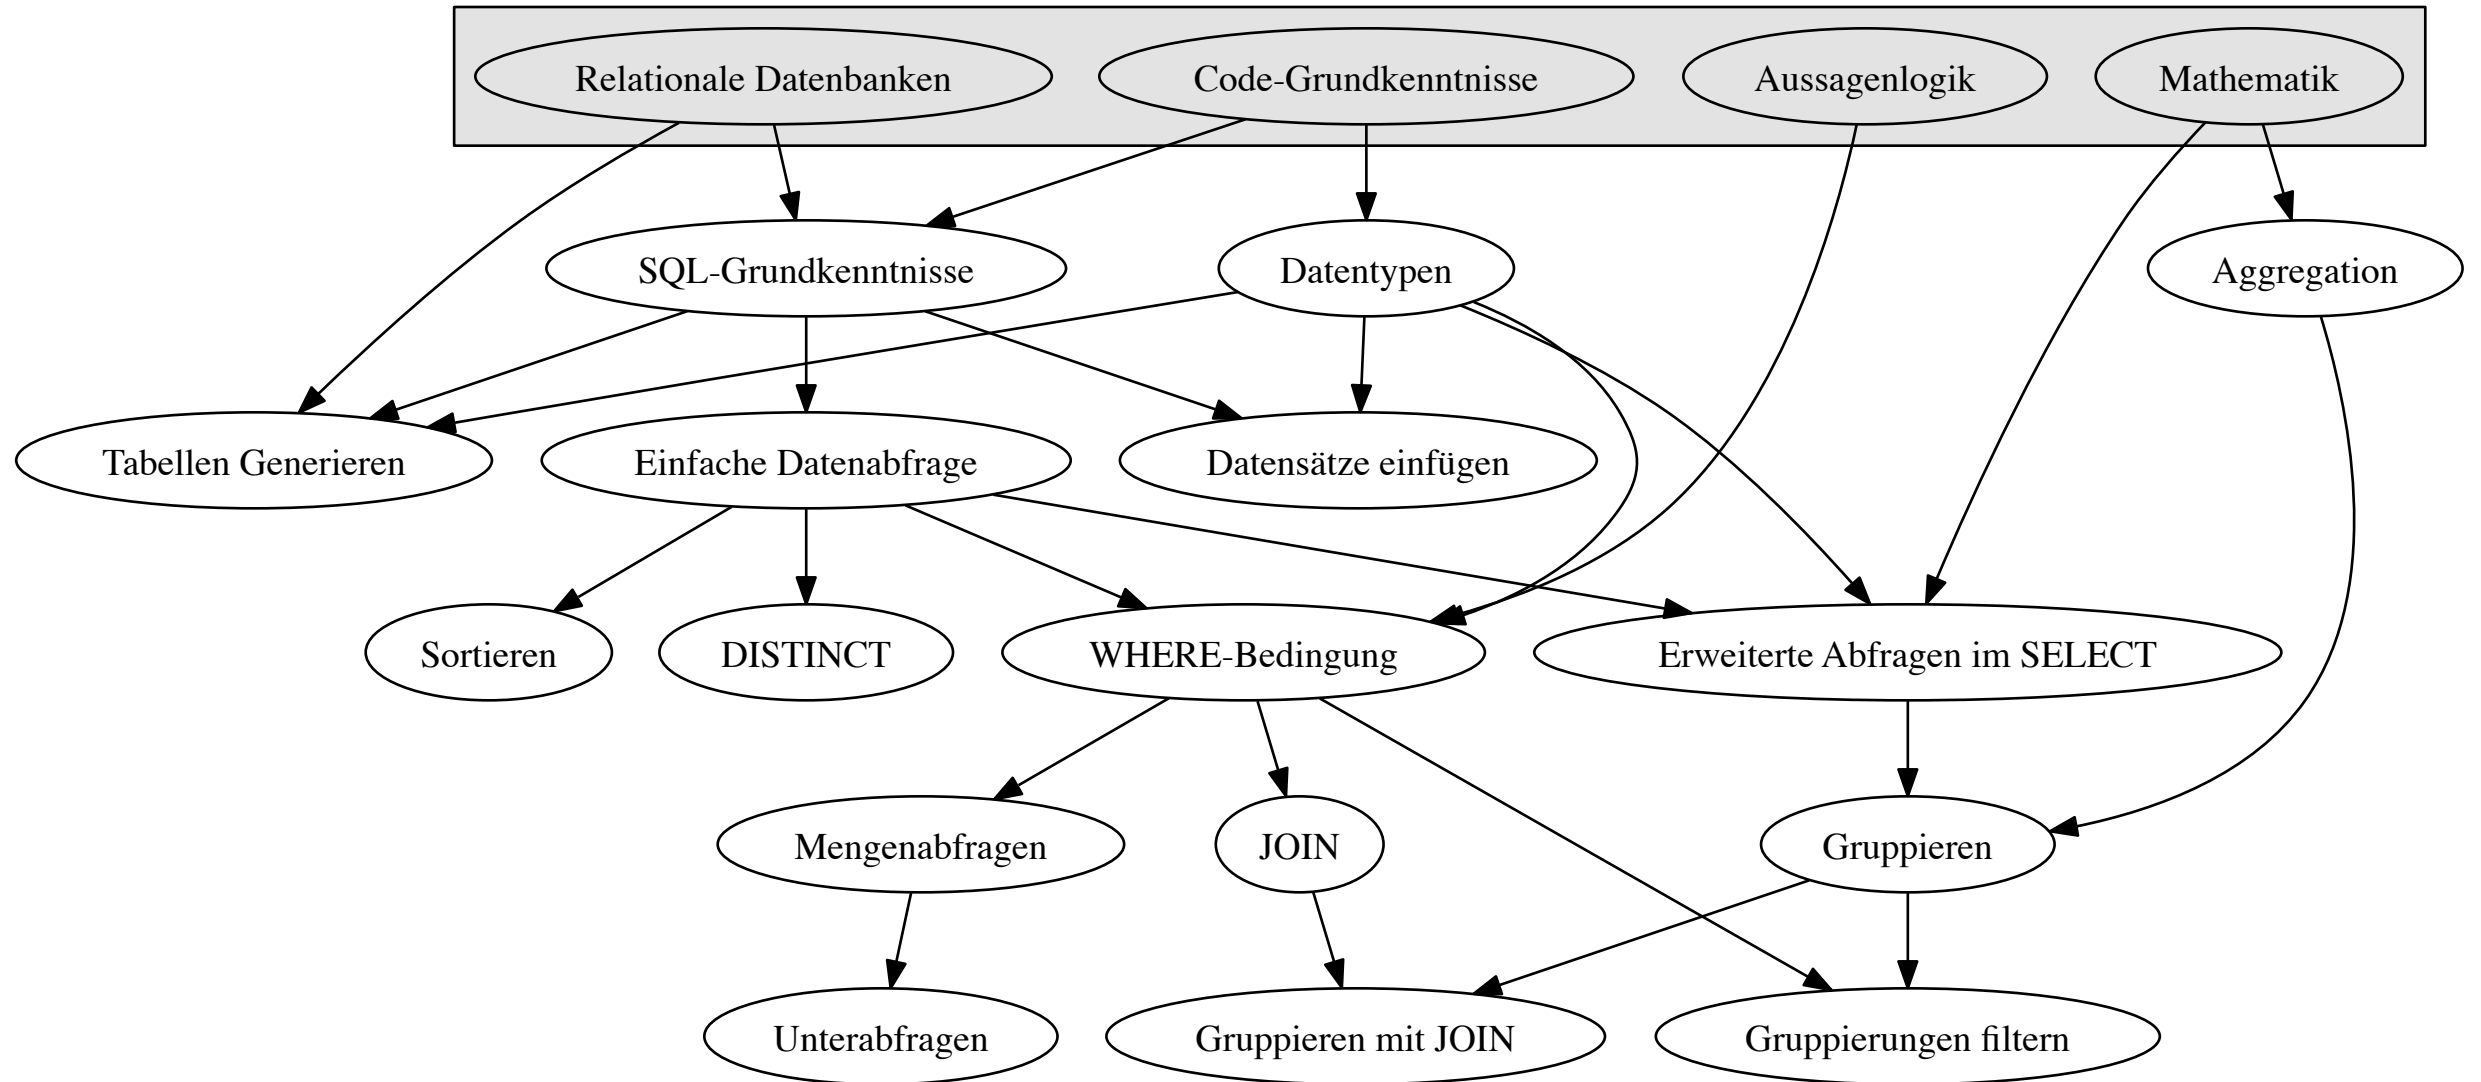 Relationale Datenbanken
Code-Grundkenntnisse
Aussagenlogik
Mathematik
SQL-Grundkenntnisse
Datentypen
Aggregation
Tabellen Generieren
Einfache Datenabfrage
Datensätze einfügen
Sortieren
DISTINCT
WHERE-Bedingung
Erweiterte Abfragen im SELECT
Mengenabfragen
JOIN
Gruppieren
Unterabfragen
Gruppieren mit JOIN
Gruppierungen filtern